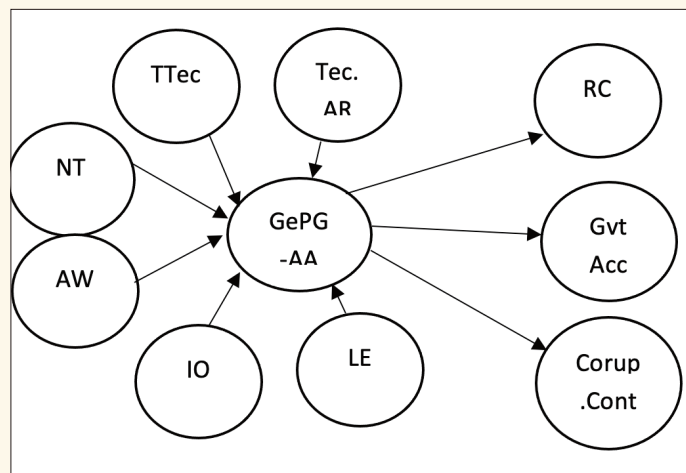 TTec
Tec.
AR
RC
NT
GePG
-AA
Gvt
Acc
AW
IO
LE
Corup
.Cont